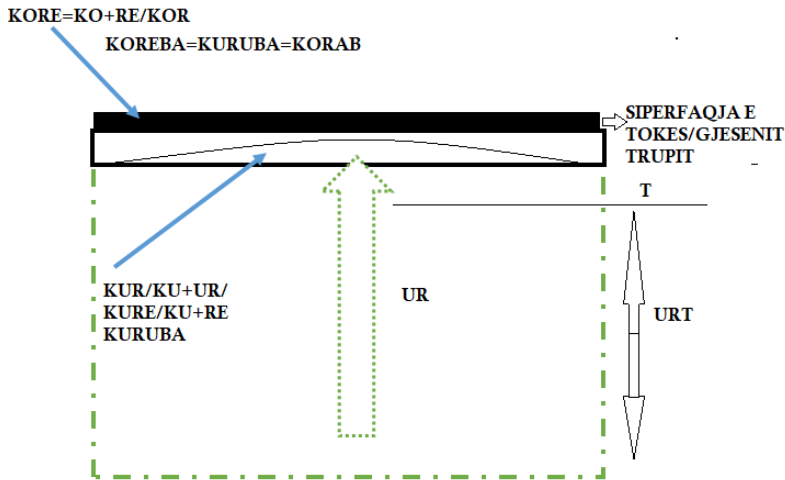 KORE=KO+RE/KOR
KOREBA=KURUBA=KORAB
SIPERFAQJA E
TOKES/GJESENIT
TRUPIT
T
KUR/KU+UR/
KURE/KU+RE
KURUBA
UR
URT